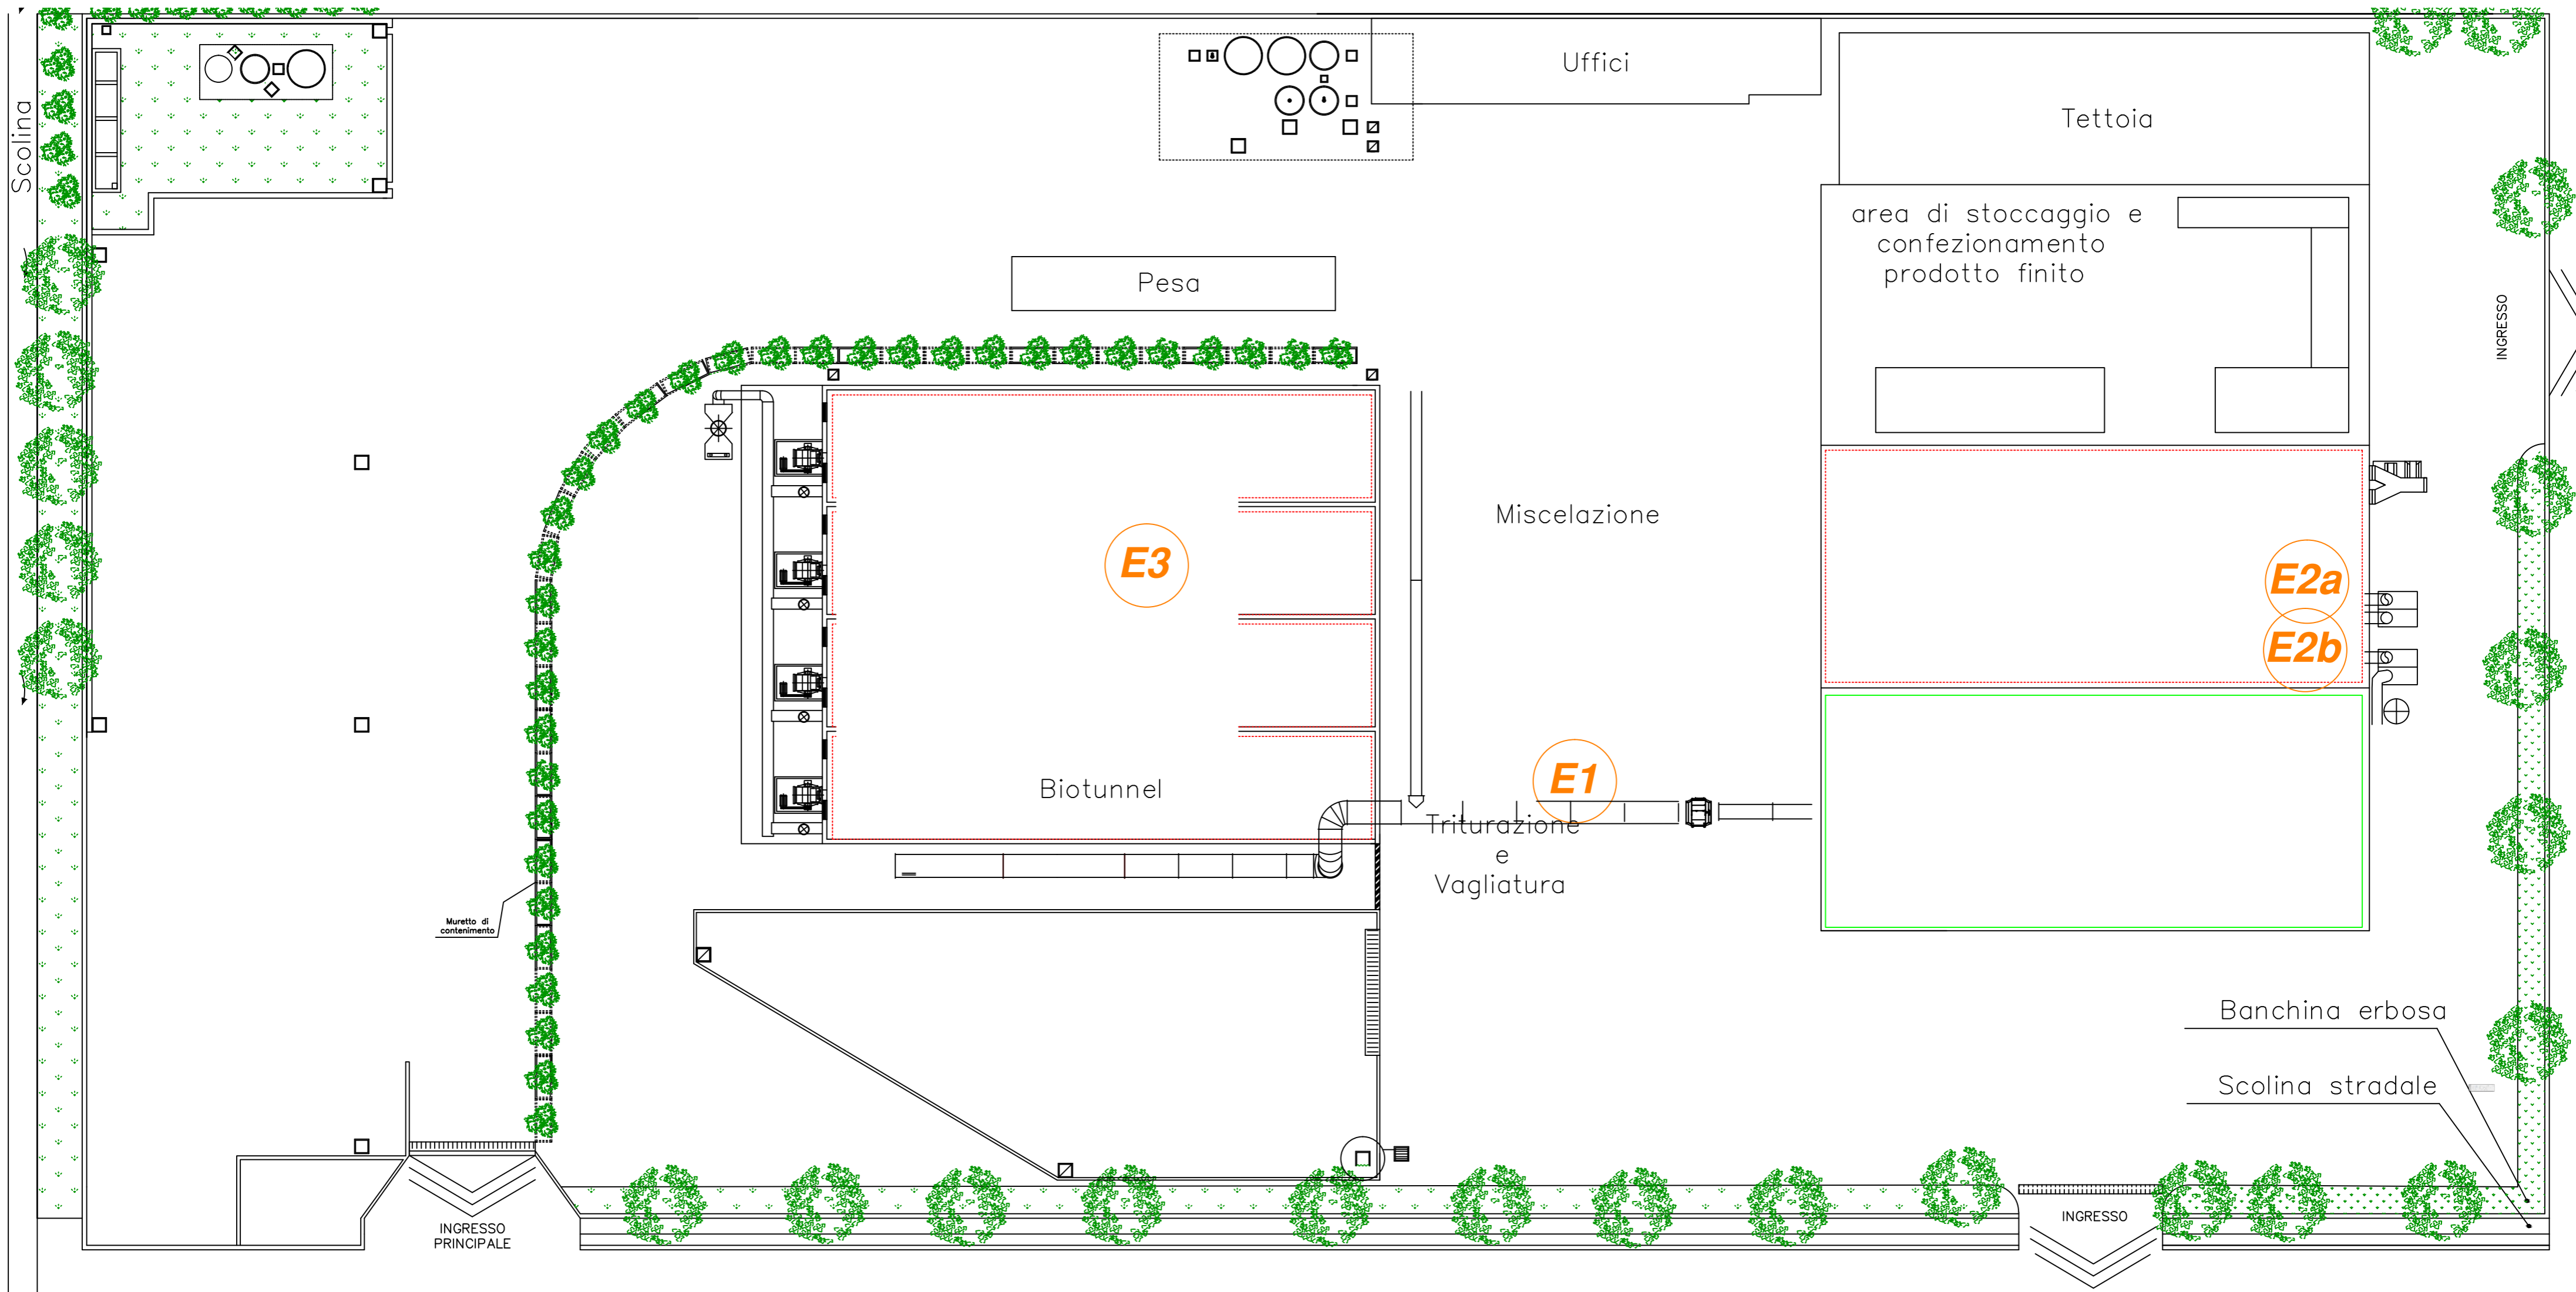 Scolina
Uffici
Tettoia
area di stoccaggio e
confezionamento
prodotto finito
Pesa
INGRESSO
Miscelazione
E3
E2a
E2b
E1
Biotunnel
Triturazione
e
Vagliatura
Muretto di
contenimento
Banchina erbosa
Scolina stradale
INGRESSO
PRINCIPALE
INGRESSO